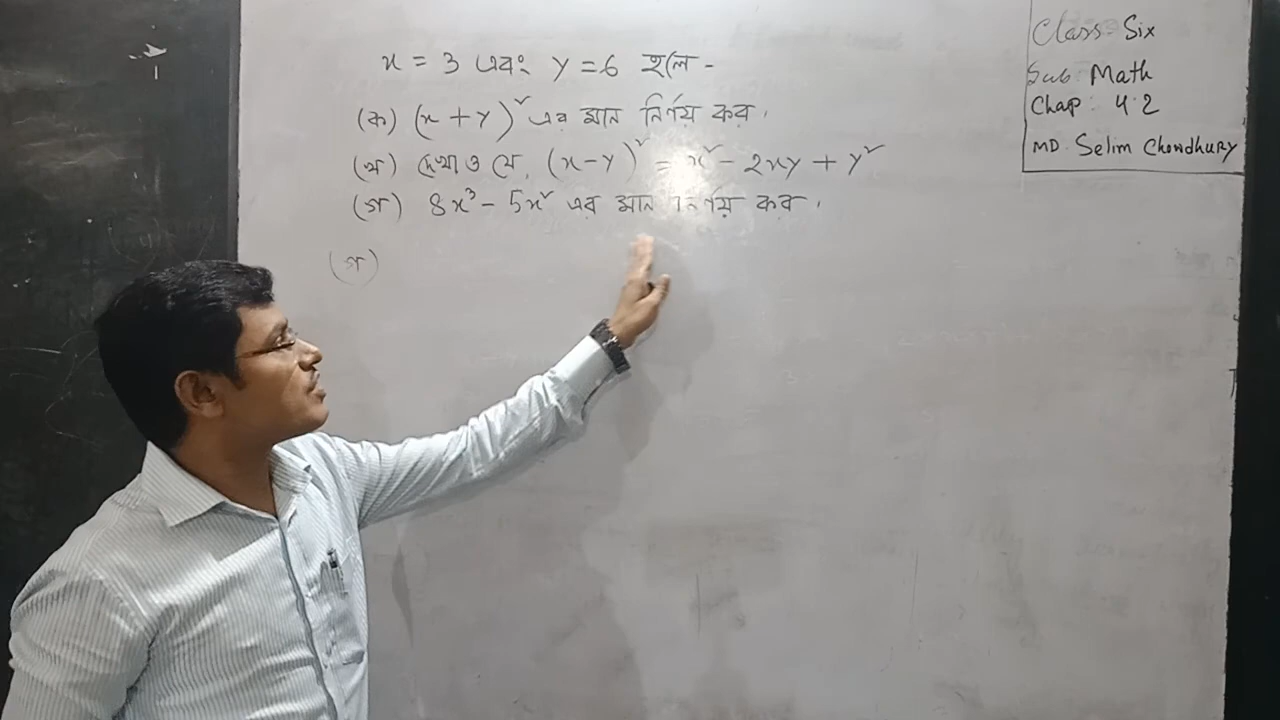 x = 3 এবং y = 6 হলে -
(ক) (x + y)² এর মান নির্ণয় কর।
(খ) দেখাও যে, (x - y)² = x² - 2xy + y²
(গ) 8x³ - 5x² এর মান নির্ণয় কর।
(গ)
Class Six
Sub: Math
Chap: 4.2
MD. Selim Chowdhury